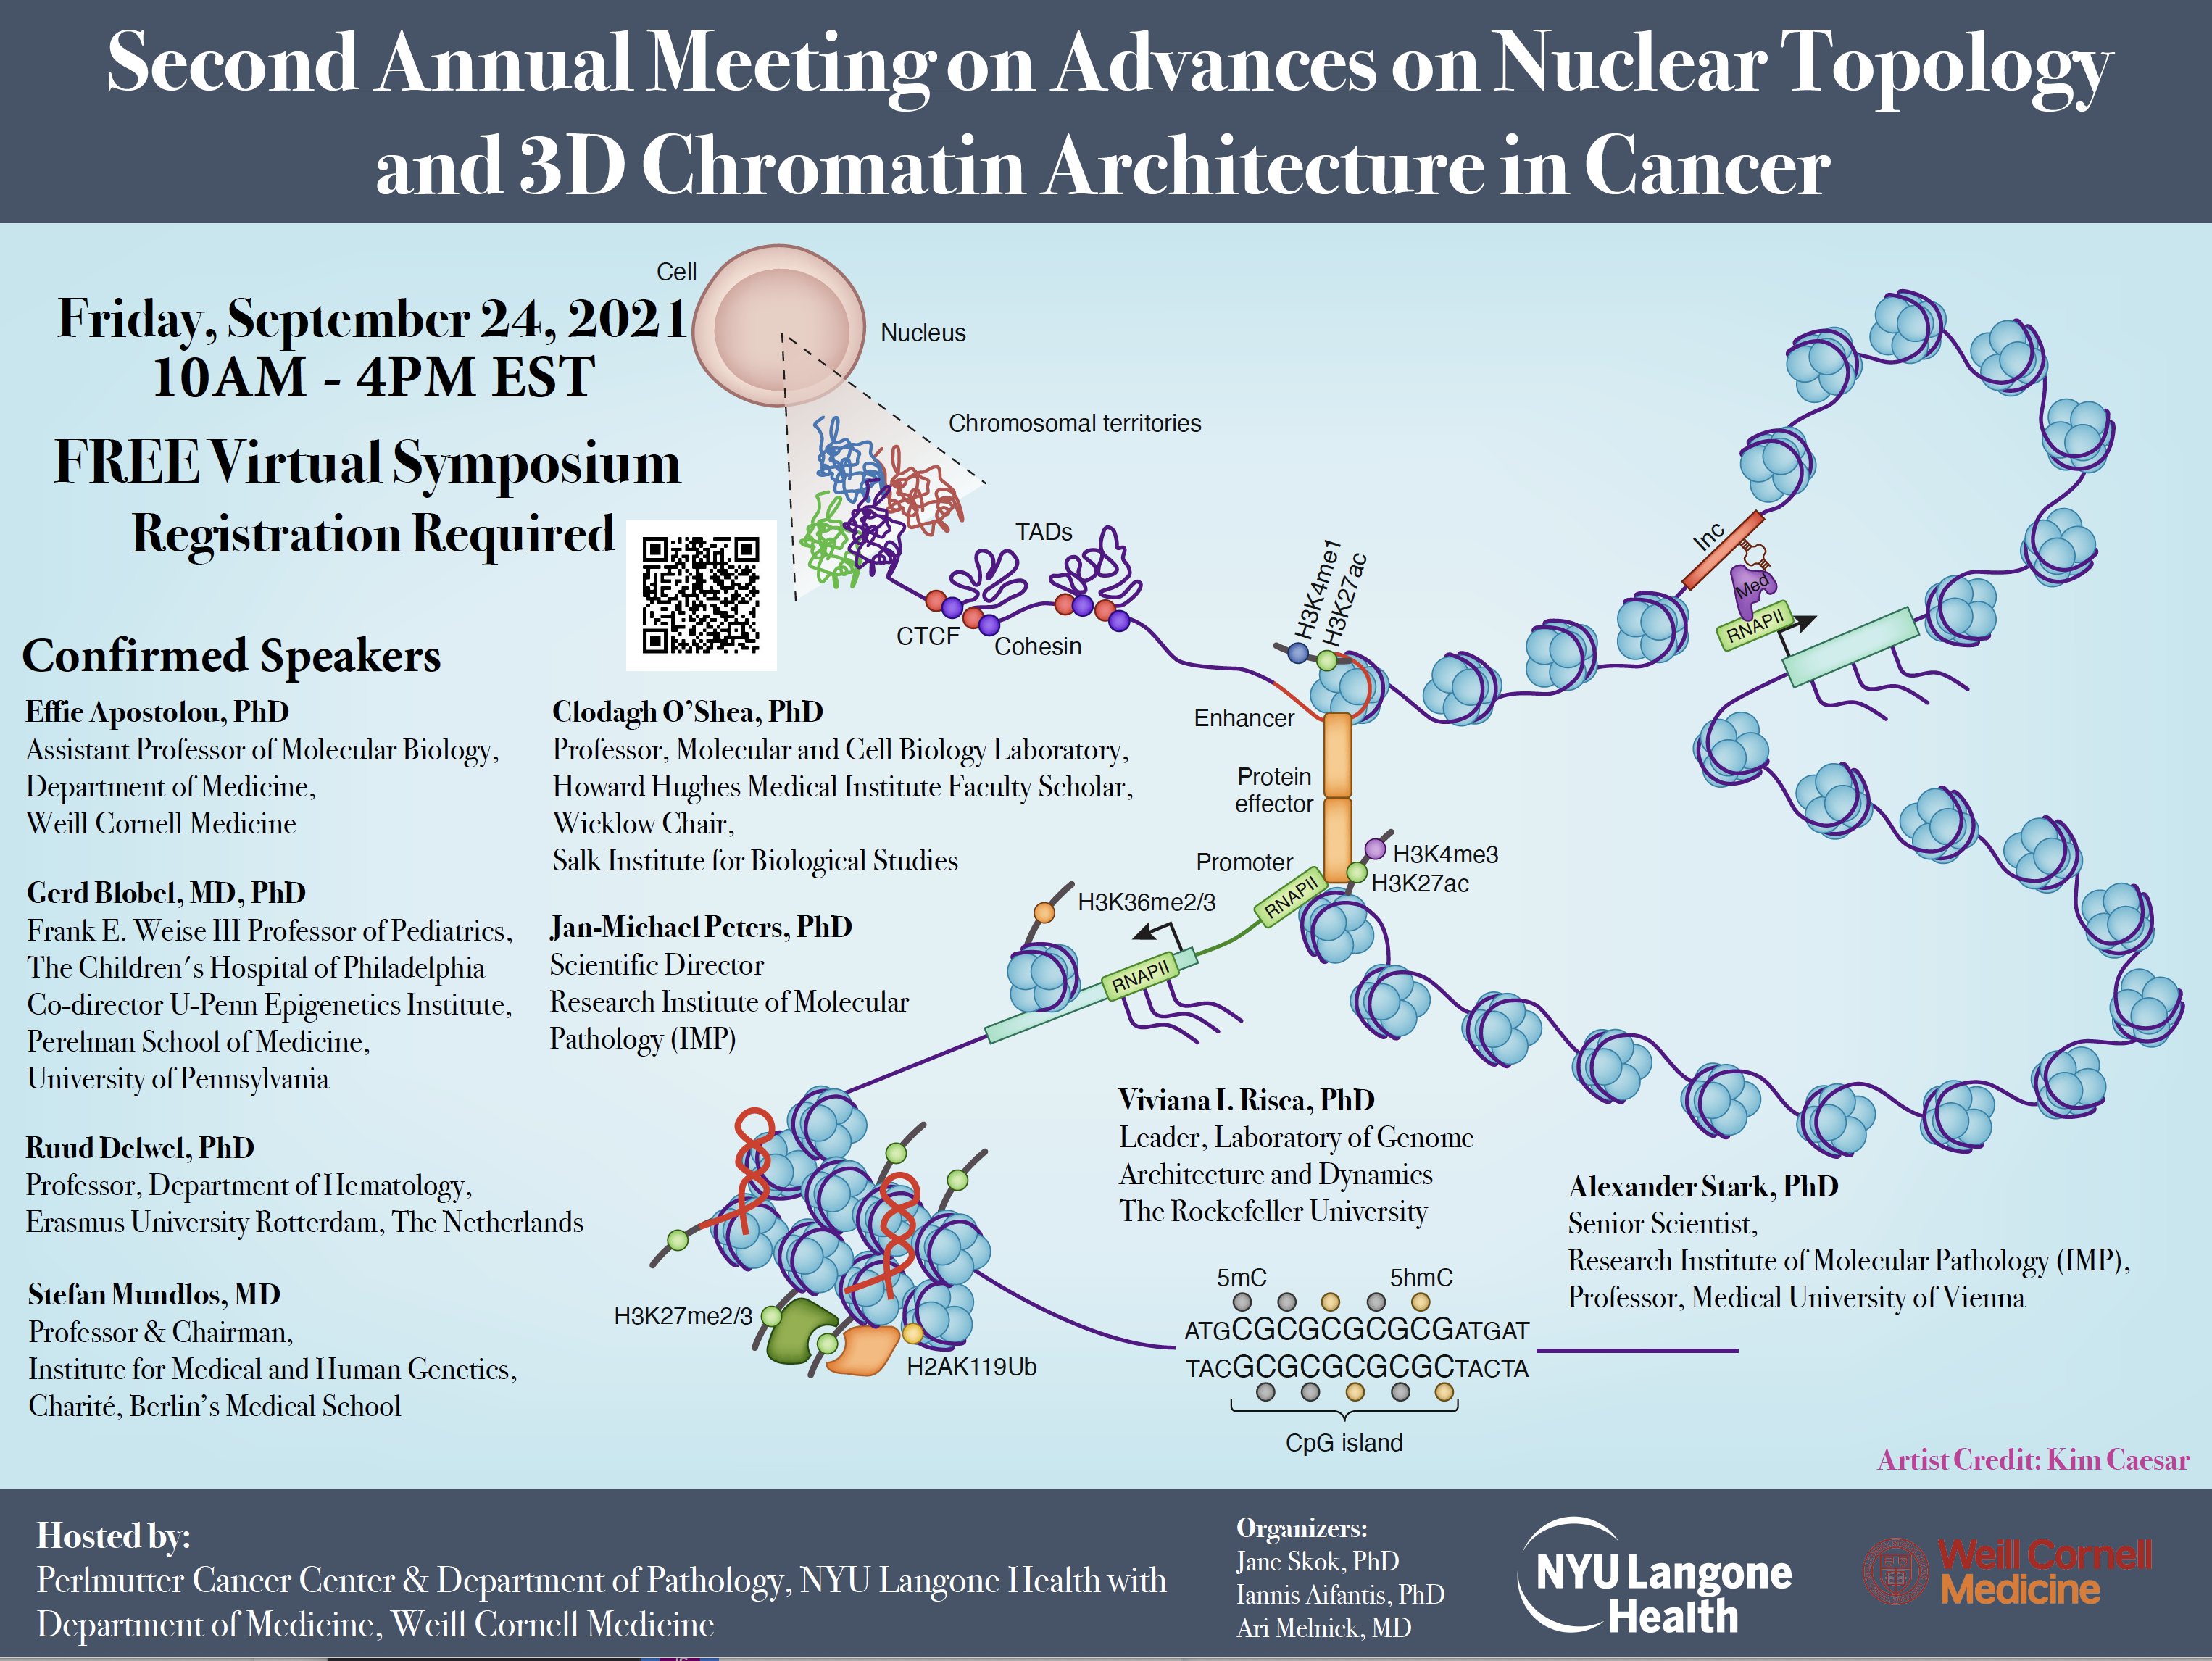 Second Annual Meeting on Advances on Nuclear Topology
and 3D Chromatin Architecture in Cancer
Friday, September 24, 2021
10AM - 4PM EST
FREE Virtual Symposium
Registration Required
Cell
Nucleus
Chromosomal territories
TADs
CTCF
Cohesin
H3K4me1
H3K27ac
Enhancer
Protein
effector
Promoter
RNAPII
H3K4me3
H3K27ac
lnc
Med
RNAPII
H3K36me2/3
RNAPII
H3K27me2/3
H2AK119Ub
5mC
5hmC
ATGCGCGCGCGCGATGAT
TACGCGCGCGCGCTACTA
CpG island
Confirmed Speakers
Effie Apostolou, PhD
Assistant Professor of Molecular Biology,
Department of Medicine,
Weill Cornell Medicine
Gerd Blobel, MD, PhD
Frank E. Weise III Professor of Pediatrics,
The Children's Hospital of Philadelphia
Co-director U-Penn Epigenetics Institute,
Perelman School of Medicine,
University of Pennsylvania
Ruud Delwel, PhD
Professor, Department of Hematology,
Erasmus University Rotterdam, The Netherlands
Stefan Mundlos, MD
Professor & Chairman,
Institute for Medical and Human Genetics,
Charité, Berlin’s Medical School
Clodagh O’Shea, PhD
Professor, Molecular and Cell Biology Laboratory,
Howard Hughes Medical Institute Faculty Scholar,
Wicklow Chair,
Salk Institute for Biological Studies
Jan-Michael Peters, PhD
Scientific Director
Research Institute of Molecular
Pathology (IMP)
Viviana I. Risca, PhD
Leader, Laboratory of Genome
Architecture and Dynamics
The Rockefeller University
Alexander Stark, PhD
Senior Scientist,
Research Institute of Molecular Pathology (IMP),
Professor, Medical University of Vienna
Artist Credit: Kim Caesar
Hosted by:
Perlmutter Cancer Center & Department of Pathology, NYU Langone Health with
Department of Medicine, Weill Cornell Medicine
Organizers:
Jane Skok, PhD
Iannis Aifantis, PhD
Ari Melnick, MD
NYU Langone
Health
Weill Cornell
Medicine